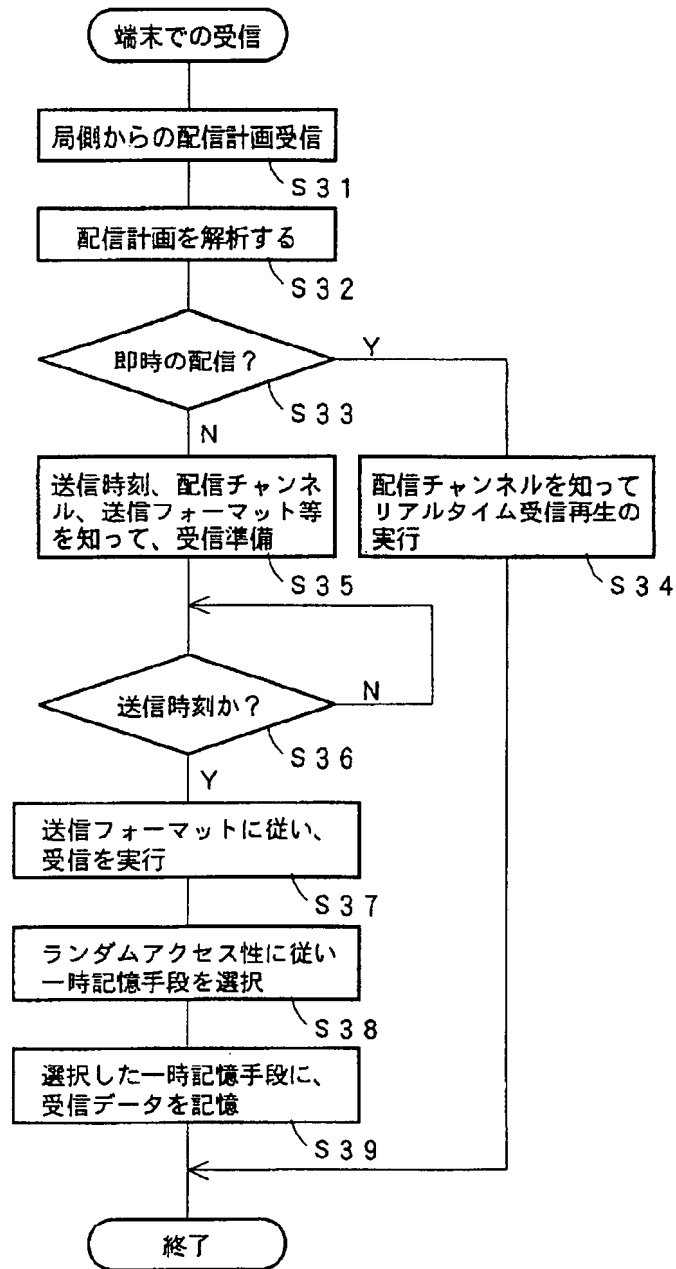 端末での受信
局側からの配信計画受信
S31
配信計画を解析する
S32
即時の配信？
Y
S33
N
送信時刻、配信チャンネ
ル、送信フォーマット等
を知って、受信準備
S35
配信チャンネルを知って
リアルタイム受信再生の
実行
S34
送信時刻か？
N
S36
Y
送信フォーマットに従い、
受信を実行
S37
ランダムアクセス性に従い
一時記憶手段を選択
S38
選択した一時記憶手段に、
受信データを記憶
S39
終了